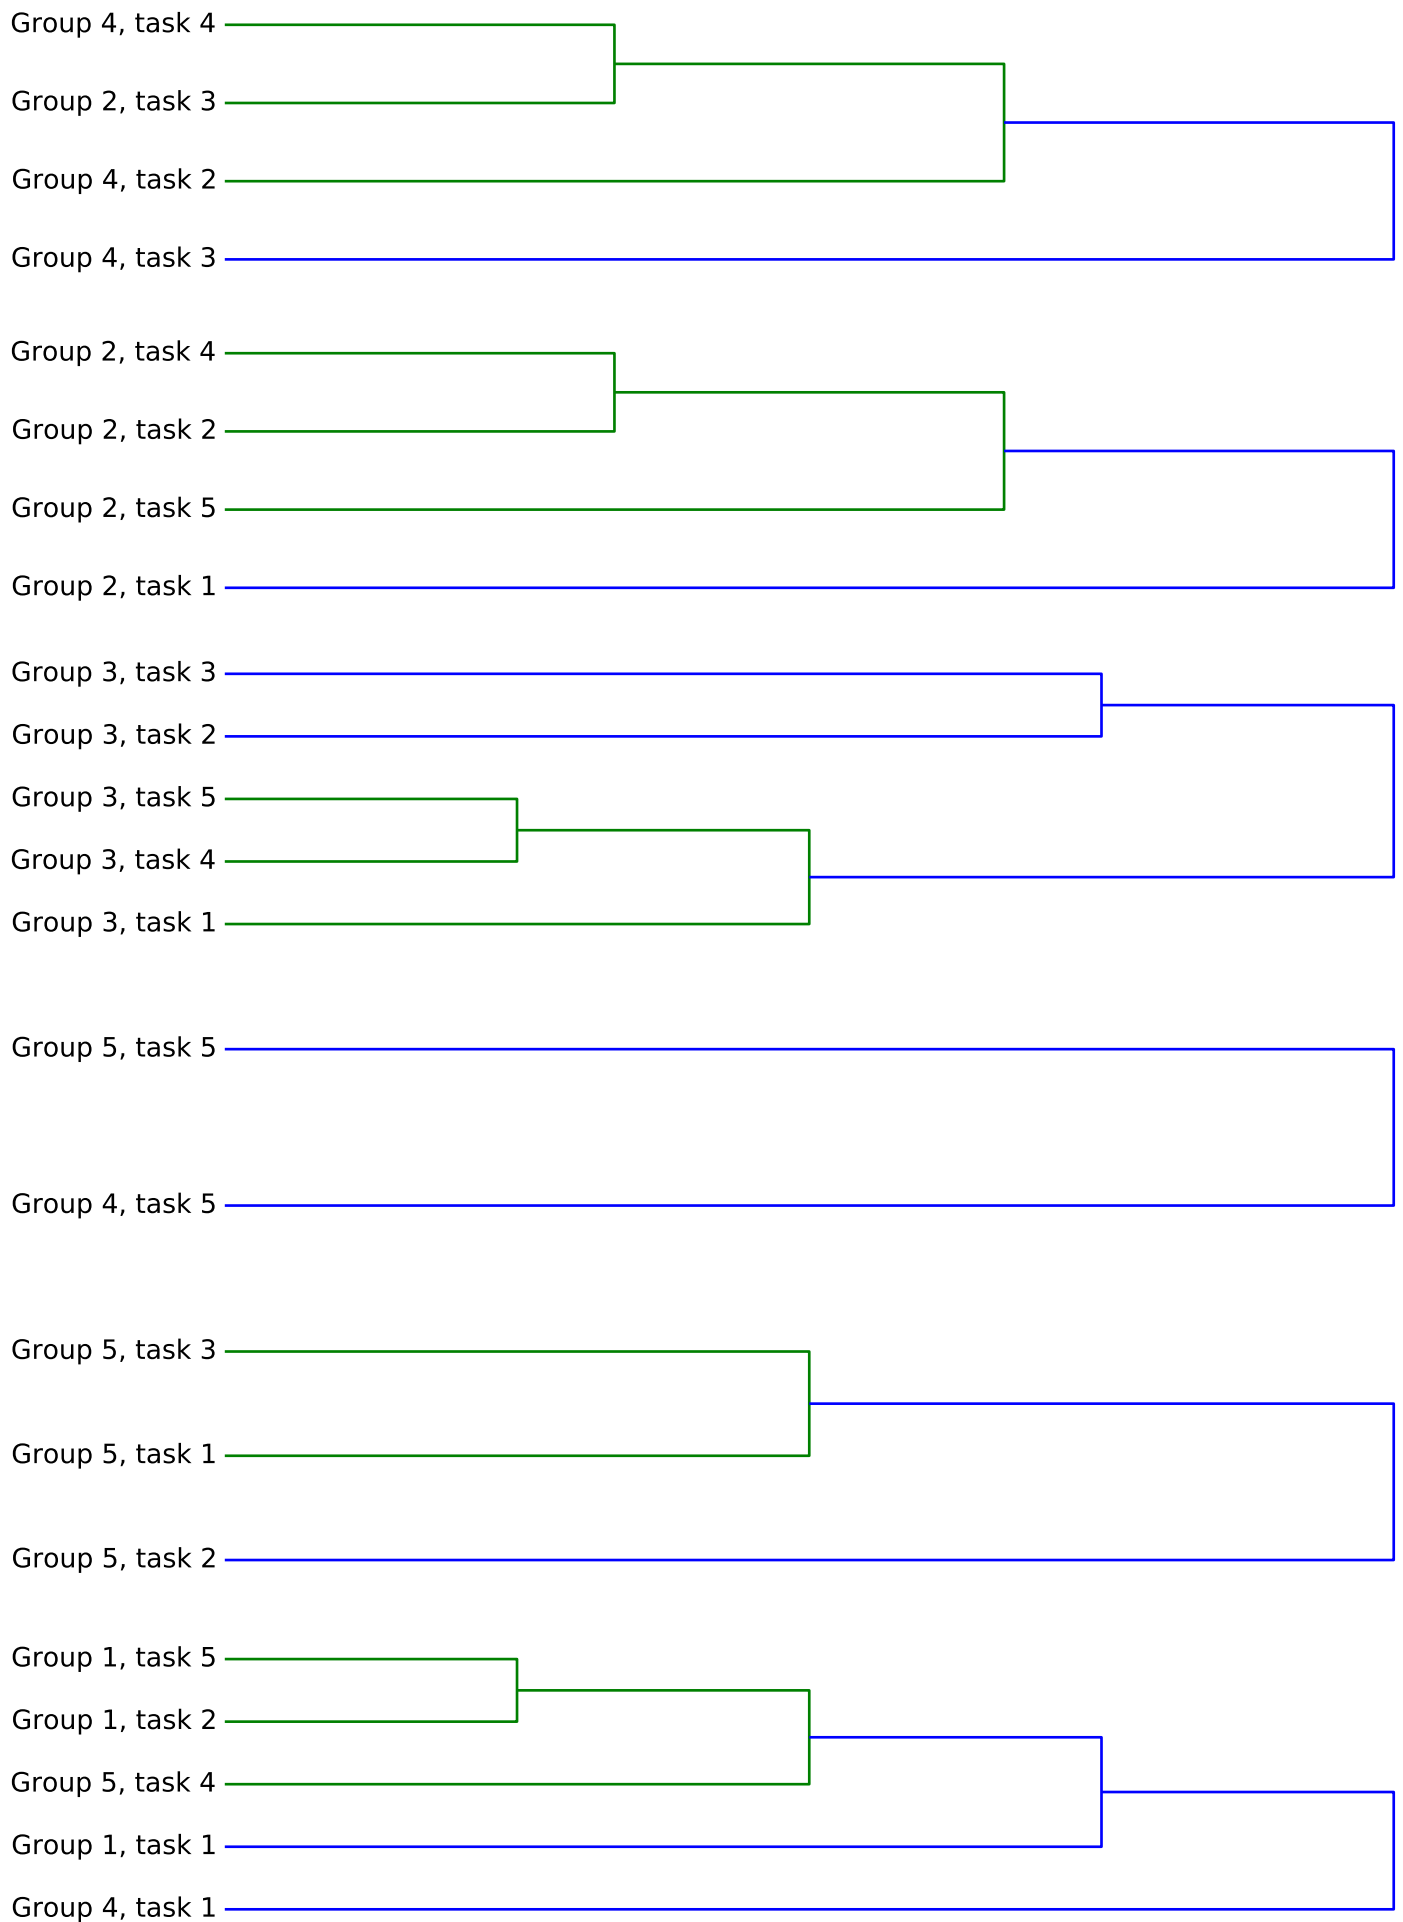 Group 4, task 4
Group 2, task 3
Group 4, task 2
Group 4, task 3
Group 2, task 4
Group 2, task 2
Group 2, task 5
Group 2, task 1
Group 3, task 3
Group 3, task 2
Group 3, task 5
Group 3, task 4
Group 3, task 1
Group 5, task 5
Group 4, task 5
Group 5, task 3
Group 5, task 1
Group 5, task 2
Group 1, task 5
Group 1, task 2
Group 5, task 4
Group 1, task 1
Group 4, task 1